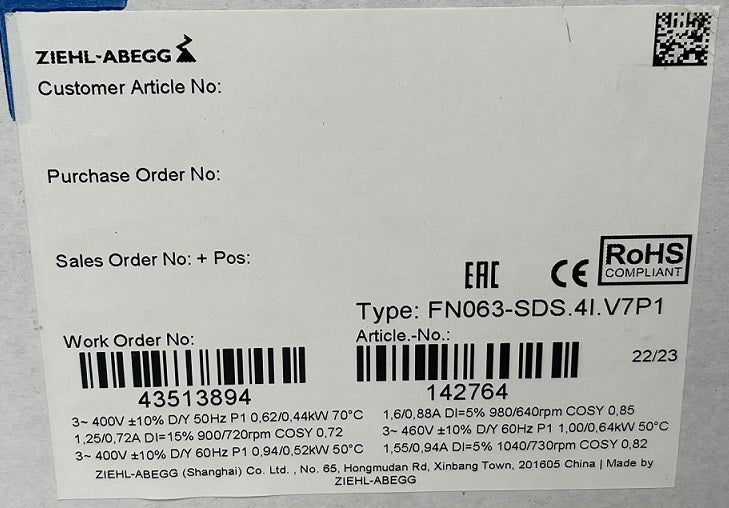 ZIEHL-ABEGG
Customer Article No:
Purchase Order No:
Sales Order No: + Pos:
EAC CE RoHS
COMPLIANT
Type: FN063-SDS.4I.V7P1
Work Order No:
Article.-No.:
22/23
43513894
142764
3~ 400V ±10% D/Y 50Hz P1 0,62/0,44kW 70°C
1,25/0,72A DI=15% 900/720rpm COSY 0,72
3~ 400V ±10% D/Y 60Hz P1 0,94/0,52kW 50°C
1,6/0,88A DI=5% 980/640rpm COSY 0,85
3~ 460V ±10% D/Y 60Hz P1 1,00/0,64kW 50°C
1,55/0,94A DI=5% 1040/730rpm COSY 0,82
ZIEHL-ABEGG (Shanghai) Co. Ltd. , No. 65, Hongmudan Rd, Xinbang Town, 201605 China | Made by
ZIEHL-ABEGG